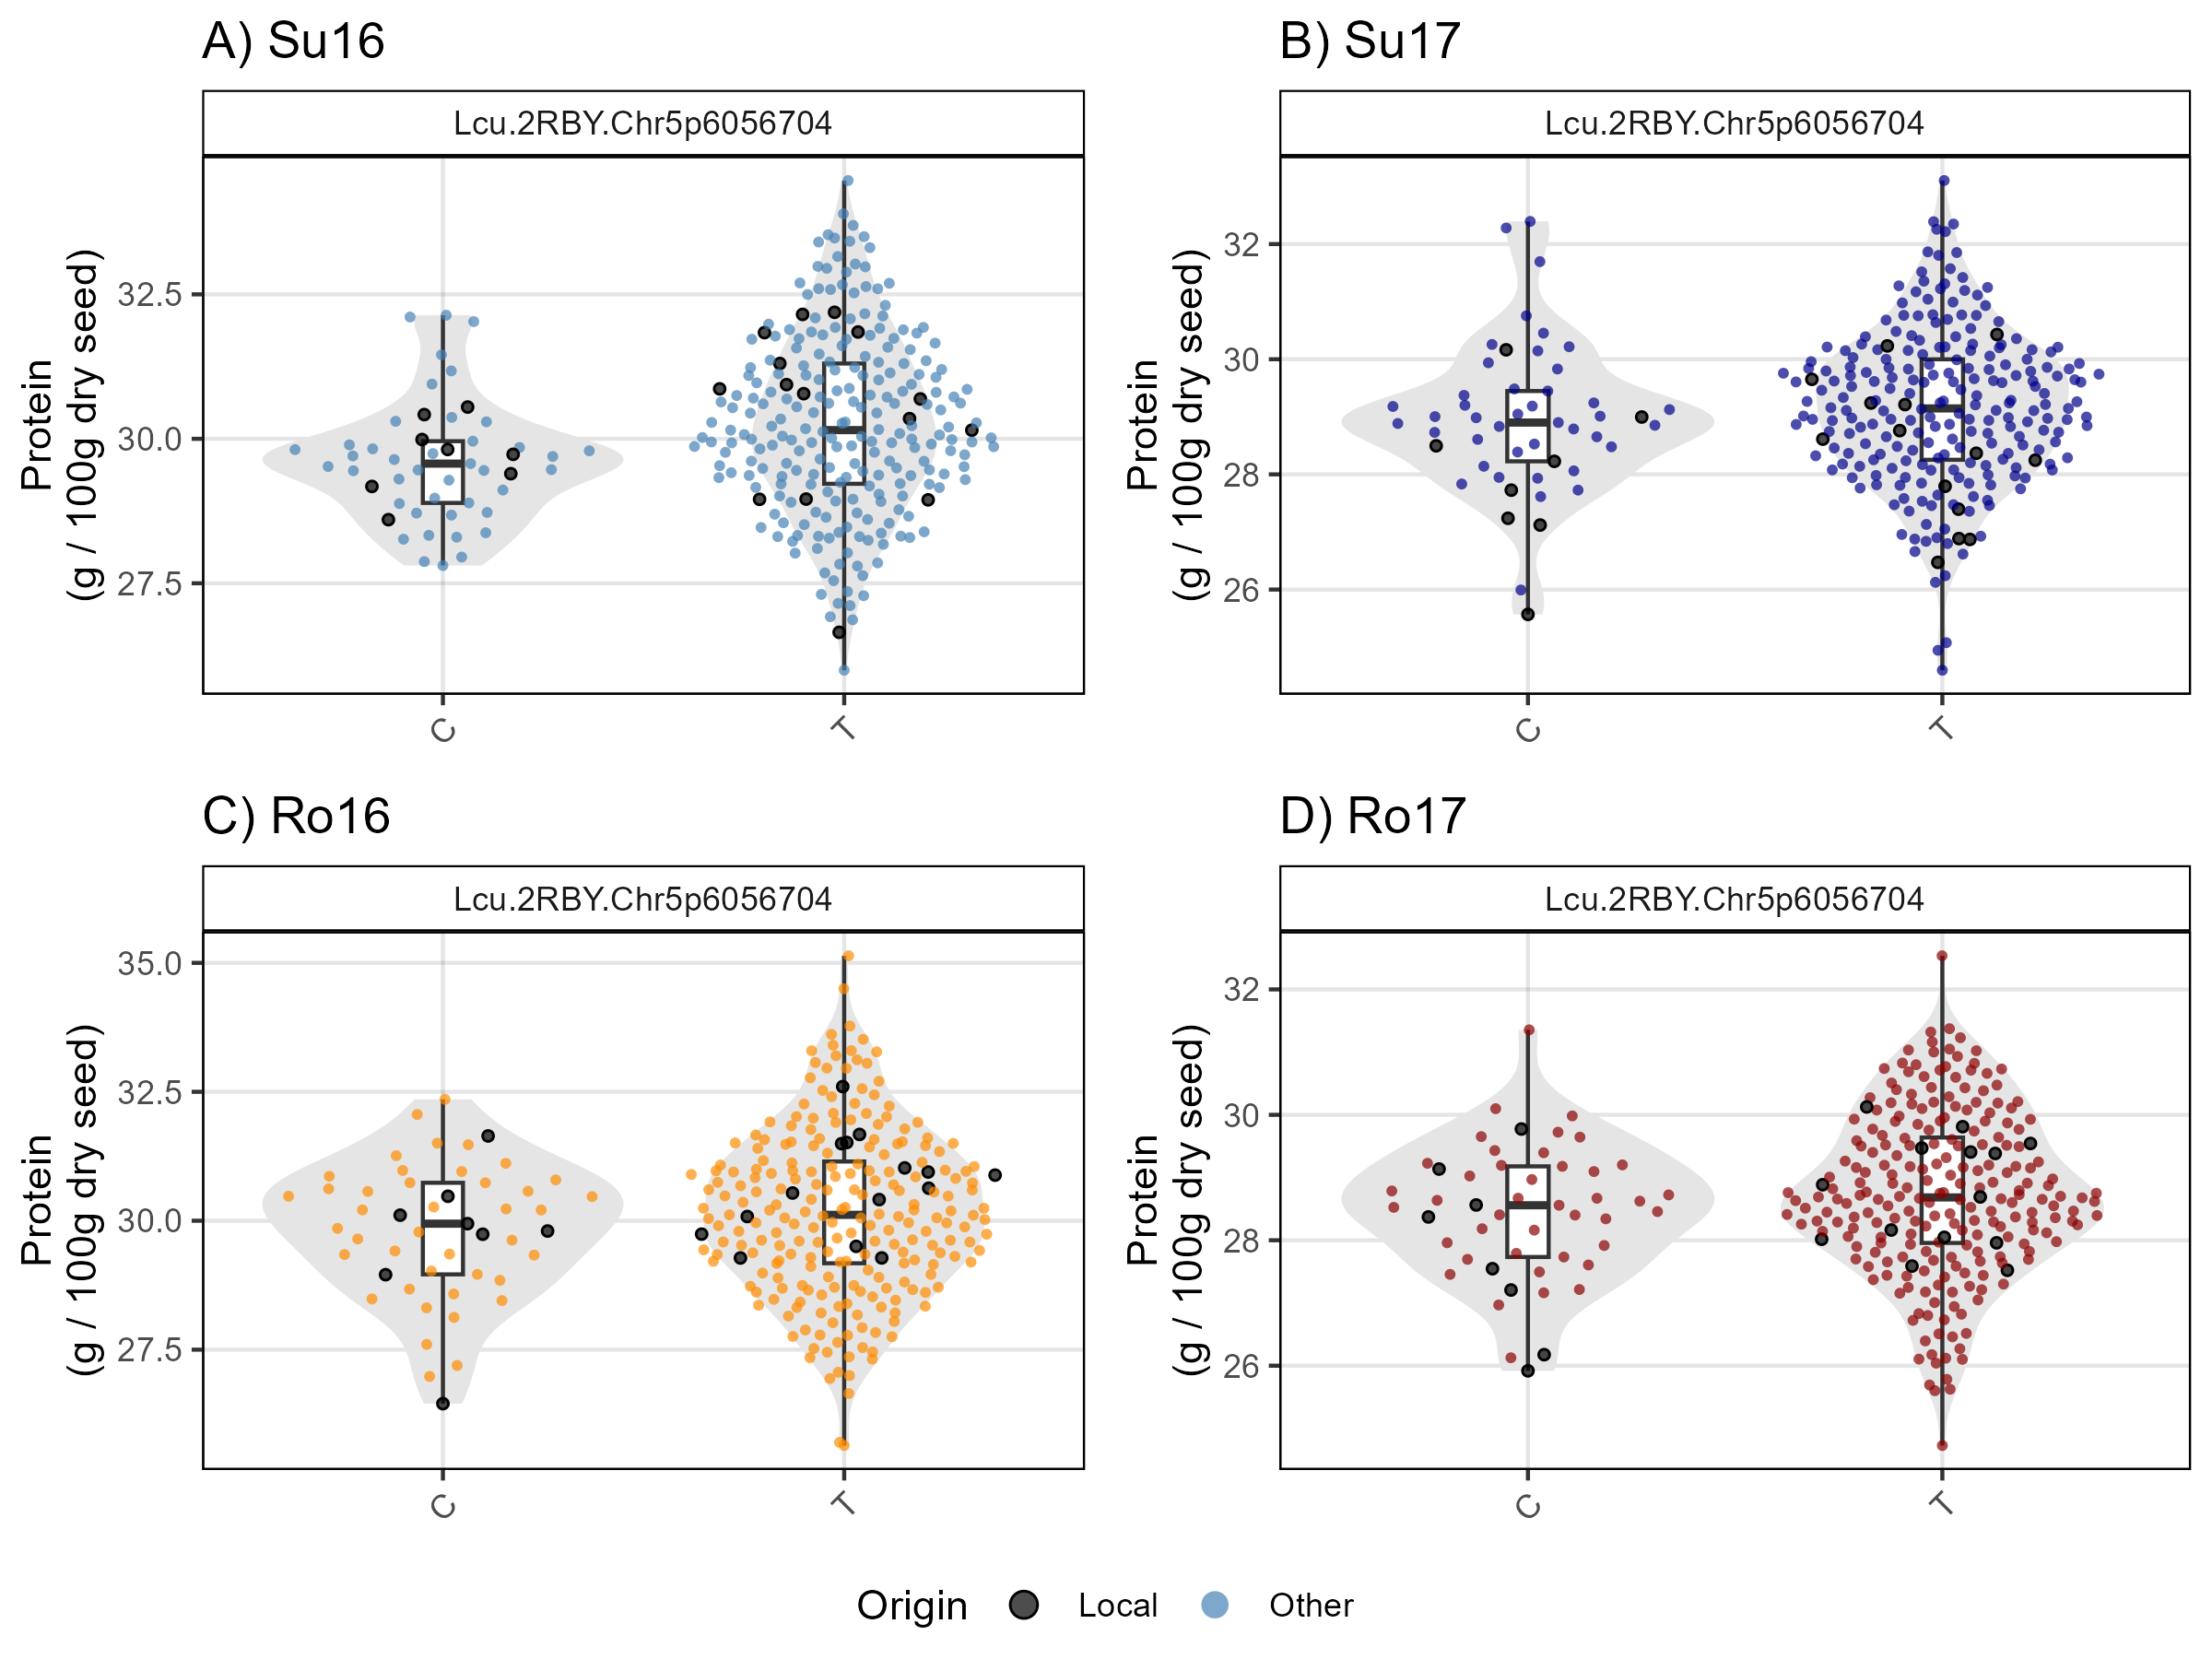 A) Su16
Lcu.2RBY.Chr5p6056704
Protein
(g / 100g dry seed)
32.5
30.0
27.5
C
T
B) Su17
Lcu.2RBY.Chr5p6056704
Protein
(g / 100g dry seed)
32
30
28
26
C
T
C) Ro16
Lcu.2RBY.Chr5p6056704
Protein
(g / 100g dry seed)
35.0
32.5
30.0
27.5
C
T
D) Ro17
Lcu.2RBY.Chr5p6056704
Protein
(g / 100g dry seed)
32
30
28
26
C
T
Origin Local Other